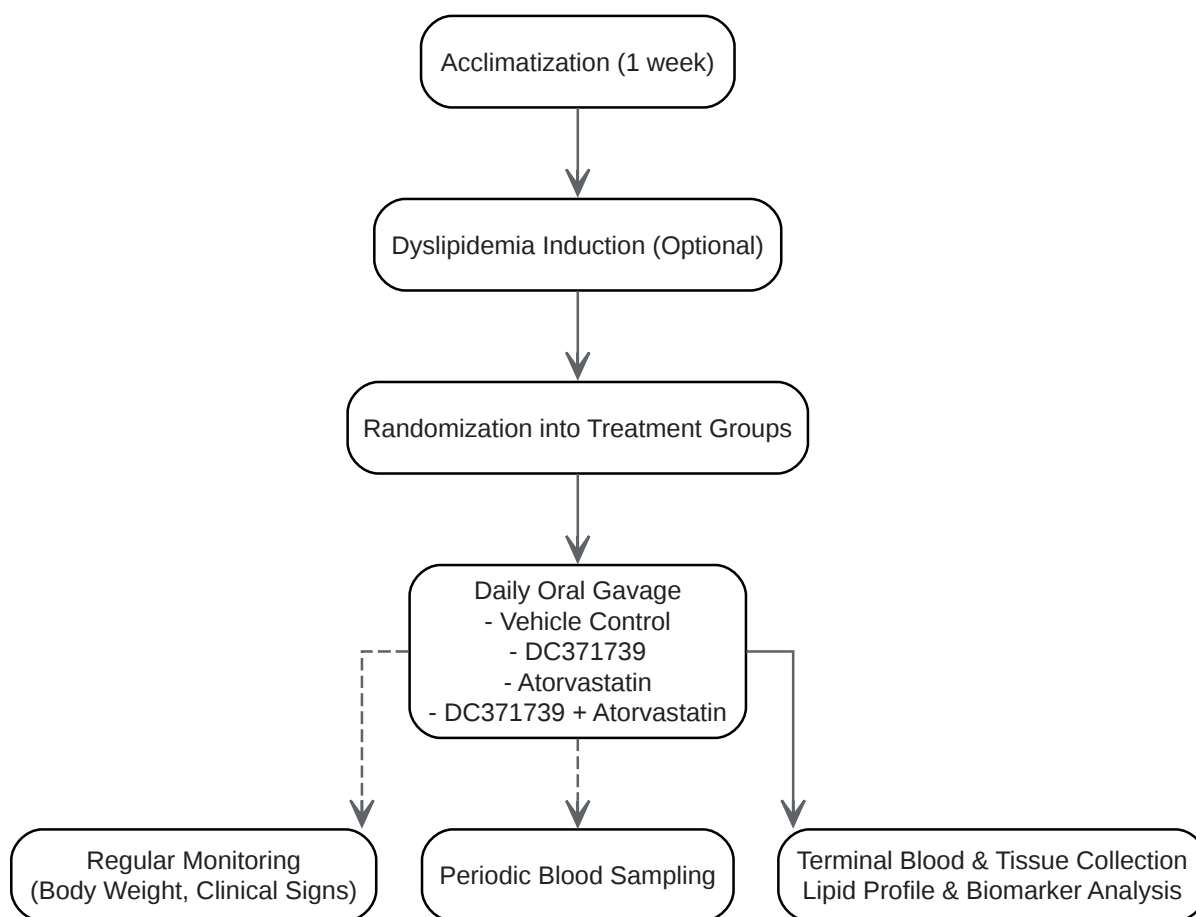 Acclimatization (1 week)
Dyslipidemia Induction (Optional)
Randomization into Treatment Groups
Daily Oral Gavage
- Vehicle Control
- DC371739
- Atorvastatin
- DC371739 + Atorvastatin
Regular Monitoring
(Body Weight, Clinical Signs)
Periodic Blood Sampling
Terminal Blood & Tissue Collection
Lipid Profile & Biomarker Analysis